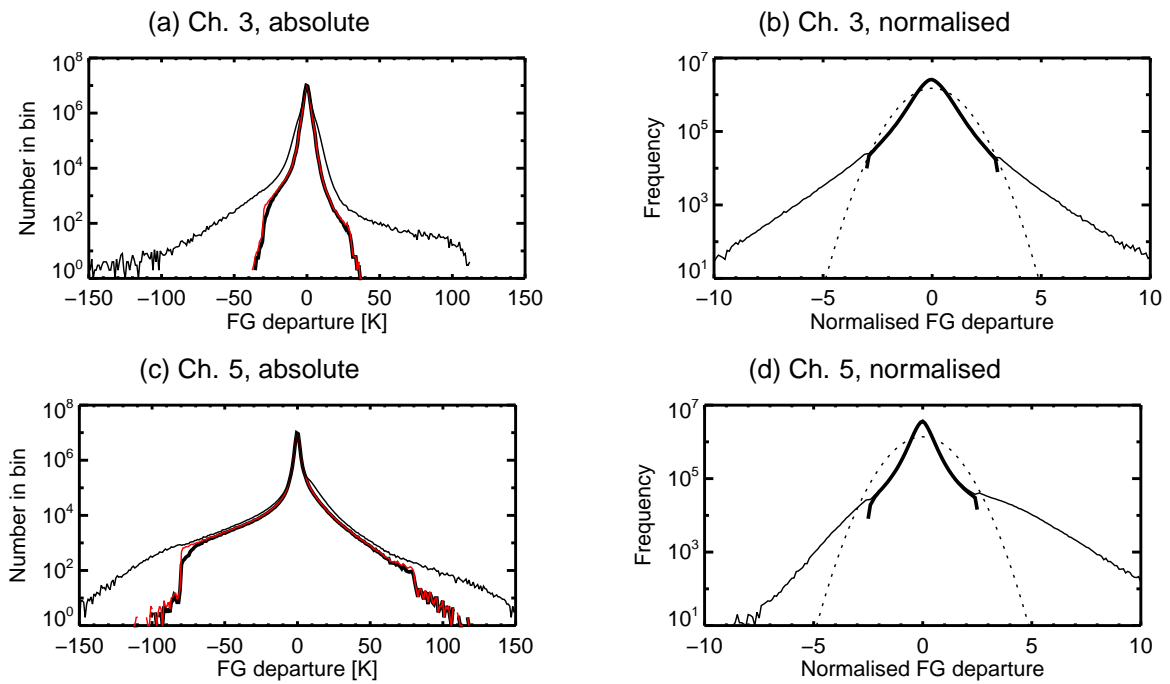 (a) Ch. 3, absolute
10^8
10^6
10^4
10^2
10^0
Number in bin
−150 −100 −50 0 50 100 150
FG departure [K]
(b) Ch. 3, normalised
10^7
10^5
10^3
10^1
Frequency
−10 −5 0 5 10
Normalised FG departure
(c) Ch. 5, absolute
10^8
10^6
10^4
10^2
10^0
Number in bin
−150 −100 −50 0 50 100 150
FG departure [K]
(d) Ch. 5, normalised
10^7
10^5
10^3
10^1
Frequency
−10 −5 0 5 10
Normalised FG departure